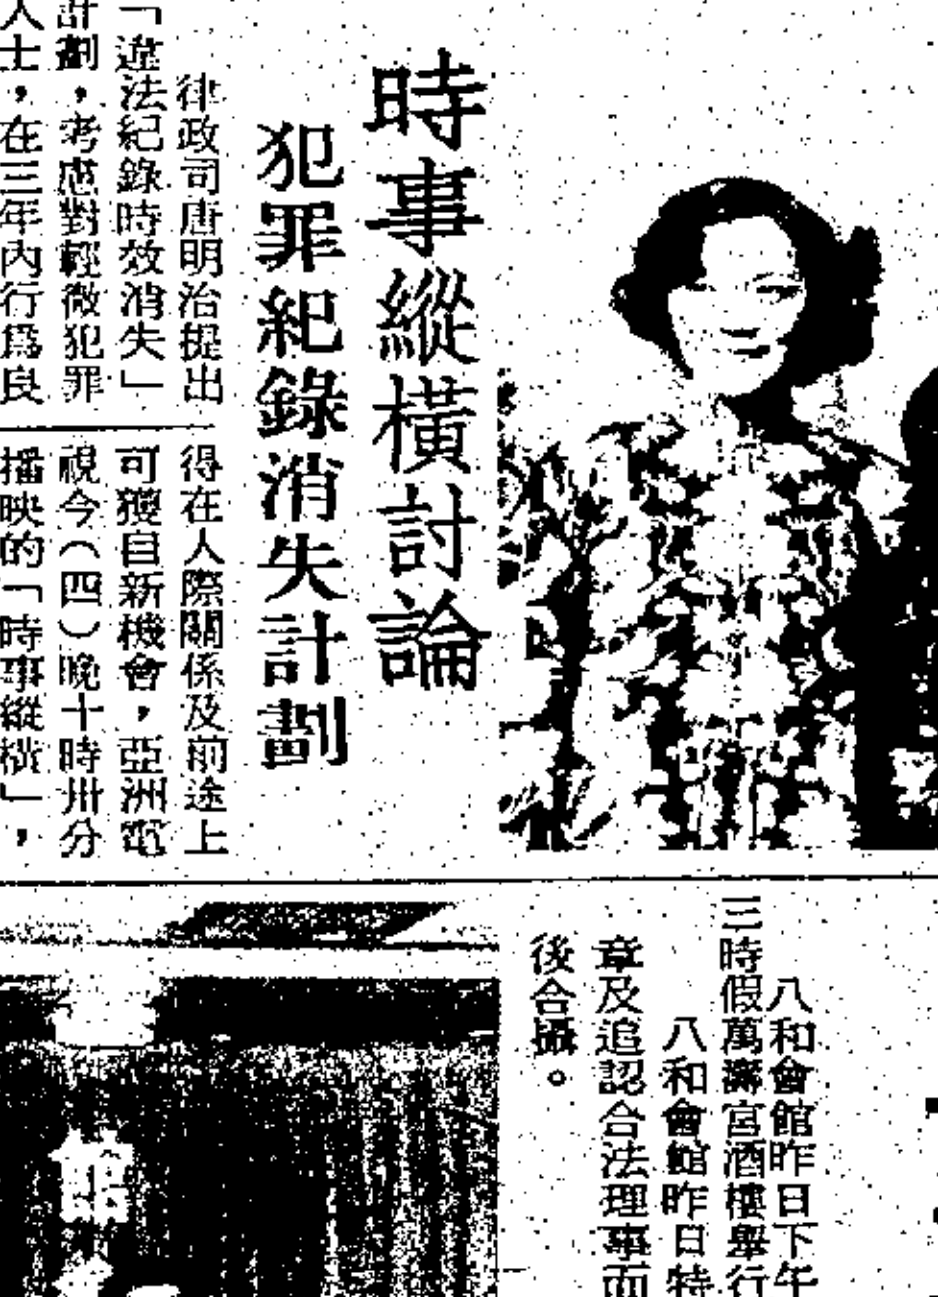 時事縱橫討論
犯罪紀錄消失計劃
律政司唐明治提出
「違法紀錄時效消失」
計劃，考慮對輕微犯罪
人士，在三年內行爲良
得在人際關係及前途上
可獲自新機會，亞洲電
視今（四）晚十時卅分
播映的「時事縱橫」，
八和會館昨日下午
三時假萬壽宮酒樓舉行
八和會館昨日特
章及追認合法理事而
後合攝。